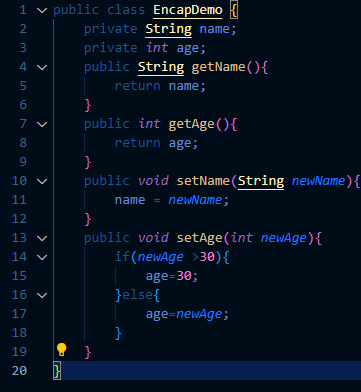 1 public class EncapDemo {
2     private String name;
3     private int age;
4     public String getName(){
5         return name;
6     }
7     public int getAge(){
8         return age;
9     }
10     public void setName(String newName){
11         name = newName;
12     }
13     public void setAge(int newAge){
14         if(newAge >30){
15             age=30;
16         }else{
17             age=newAge;
18         }
19     }
20 }